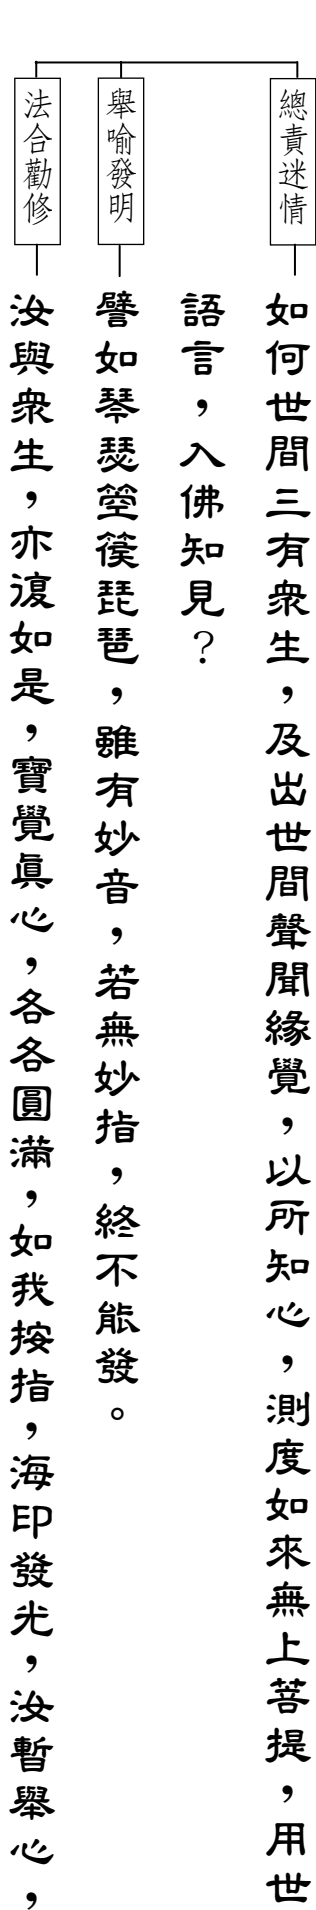 總責迷情
如何世間三有衆生，及出世間聲聞緣覺，以所知心，測度如來無上菩提，用世
語言，入佛知見？
舉喻發明
譬如琴瑟箜篌琵琶，雖有妙音，若無妙指，終不能發。
法合勸修
汝與衆生，亦復如是，寶覺眞心，各各圓滿，如我按指，海印發光，汝暫舉心，